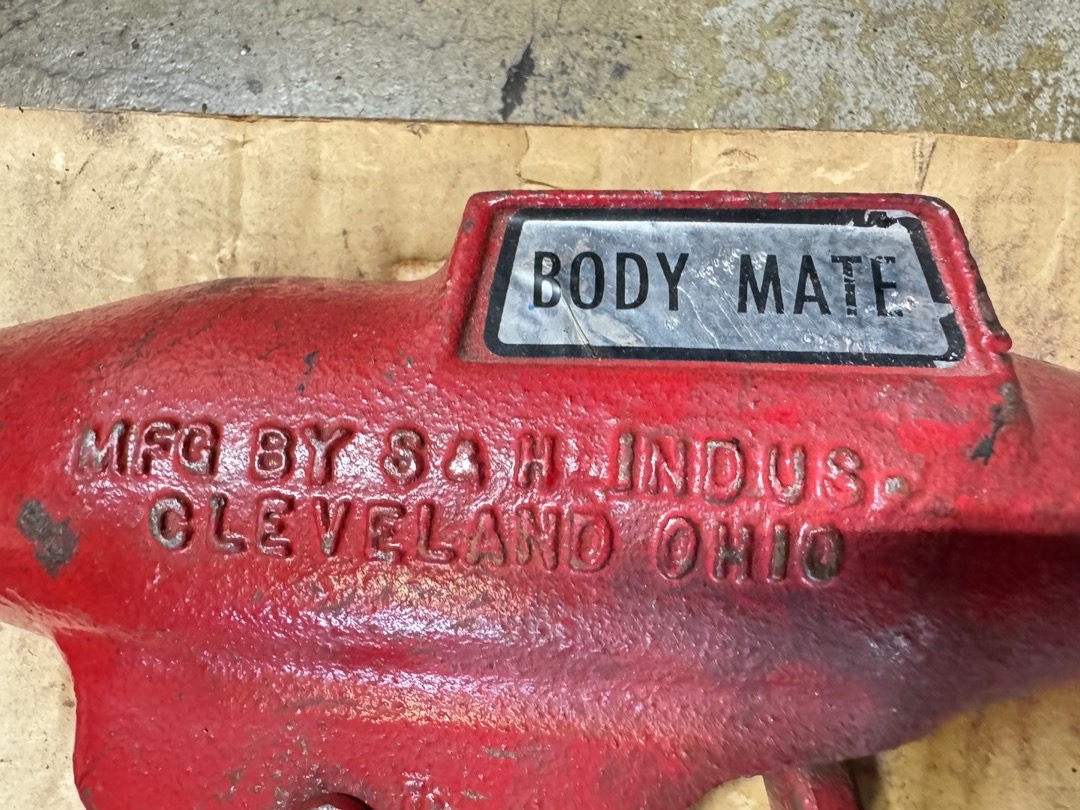 BODY MATE
MFG BY S & H INDUS.
CLEVELAND OHIO